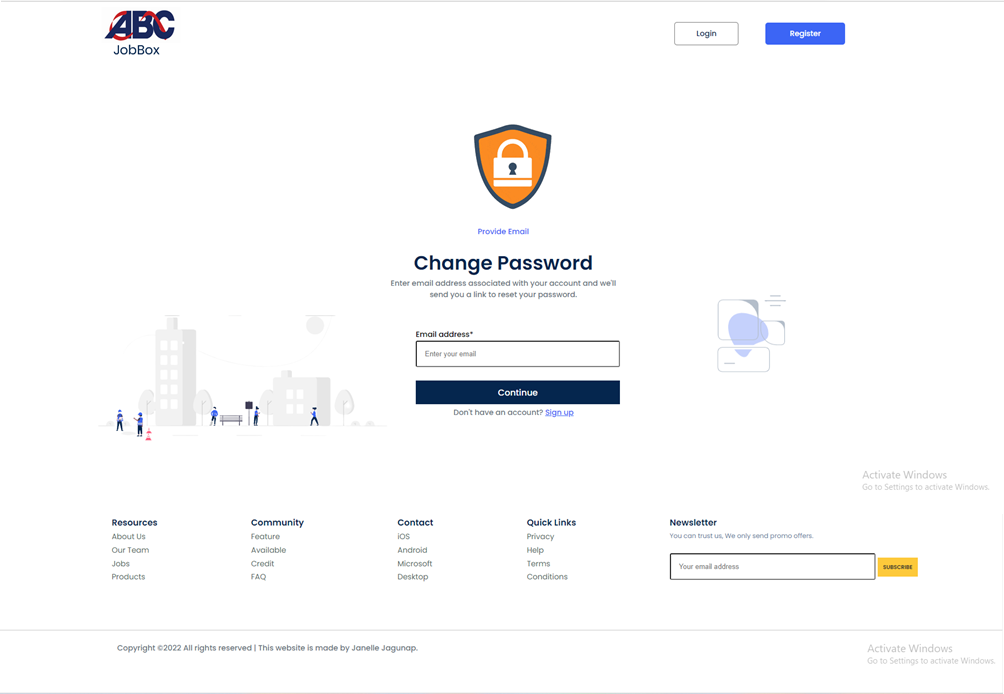 ABC
JobBox
Login
Register
Provide Email
Change Password
Enter email address associated with your account and we'll
send you a link to reset your password.
Email address*
Enter your email
Continue
Don't have an account? Sign up
Activate Windows
Go to Settings to activate Windows.
Resources
About Us
Our Team
Jobs
Products
Community
Feature
Available
Credit
FAQ
Contact
iOS
Android
Microsoft
Desktop
Quick Links
Privacy
Help
Terms
Conditions
Newsletter
You can trust us, We only send promo offers.
Your email address
SUBSCRIBE
Copyright ©2022 All rights reserved | This website is made by Janelle Jagunap.
Activate Windows
Go to Settings to activate Windows.